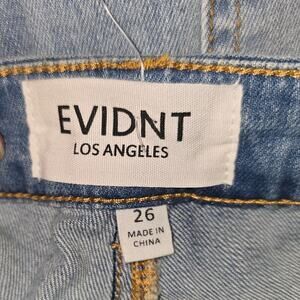 EVIDNT
LOS ANGELES
26
MADE IN
CHINA